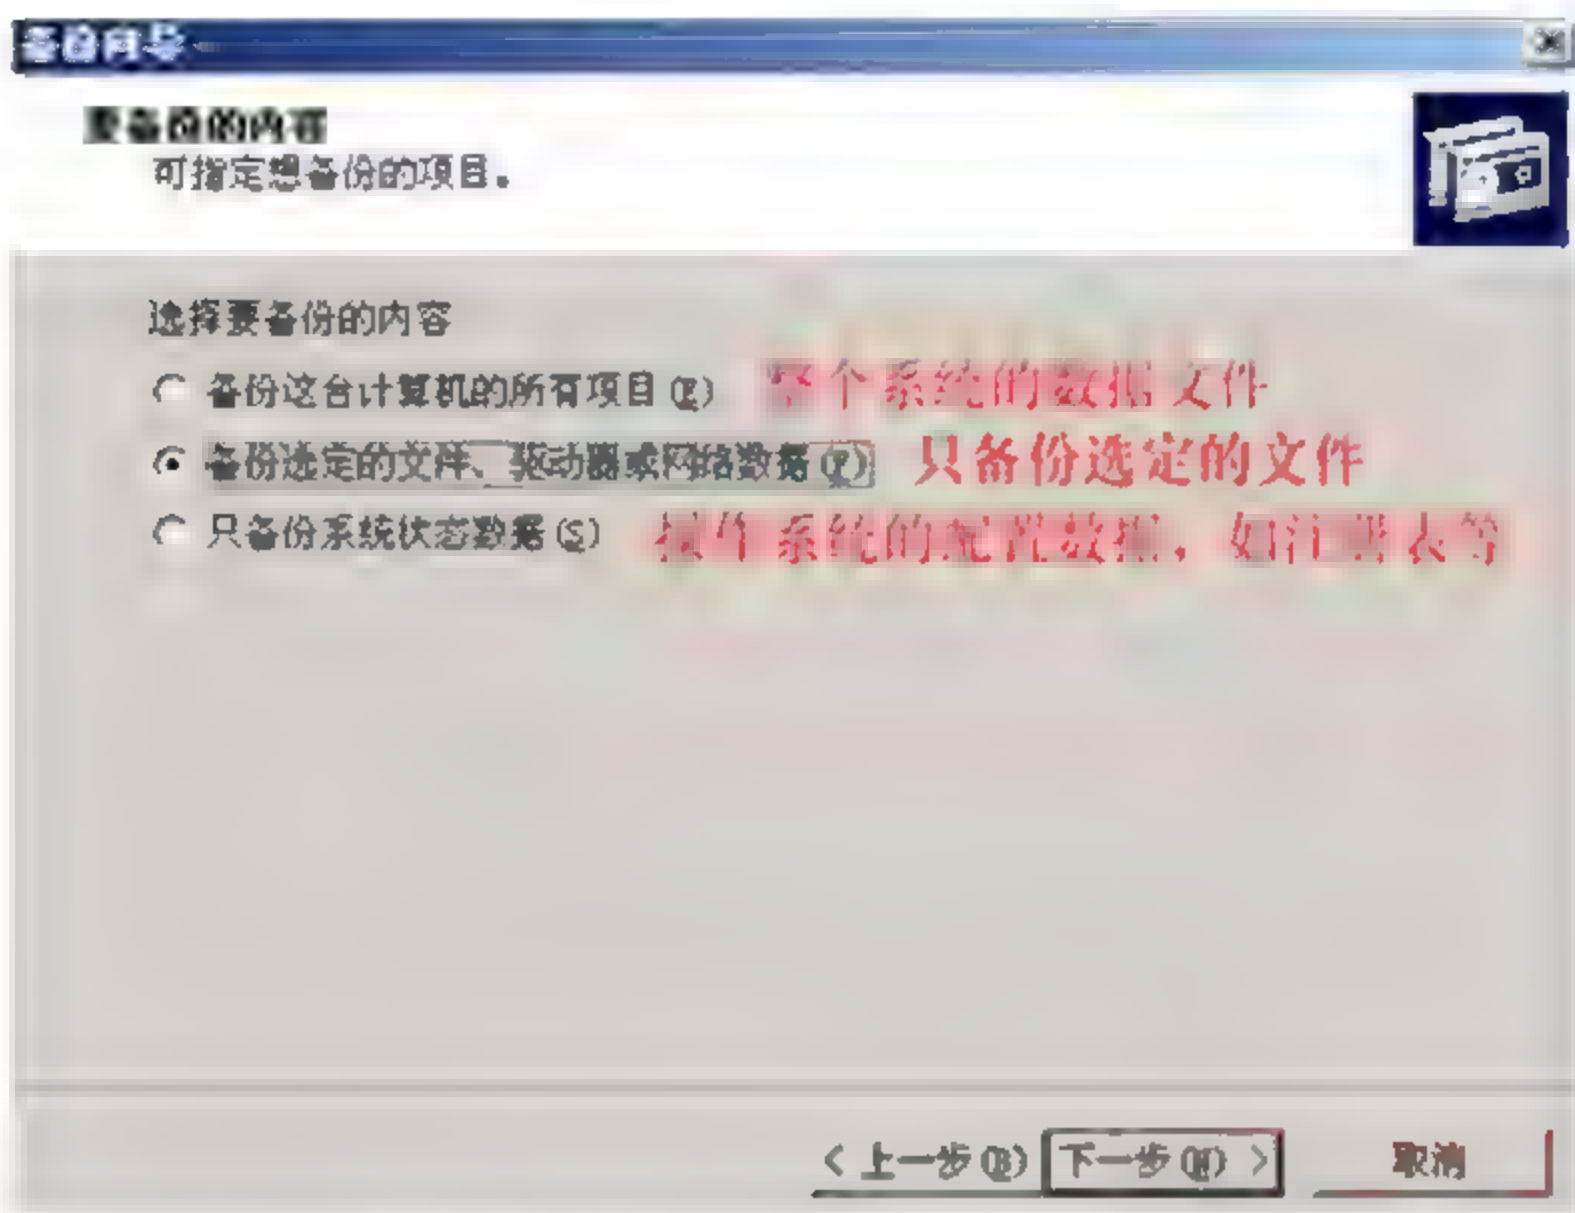 备份向导
要备份的内容
可指定想备份的项目。
选择要备份的内容
备份这台计算机的所有项目(E) 整个系统的数据文件
备份选定的文件、驱动器或网络数据(F) 只备份选定的文件
只备份系统状态数据(S) 操作系统的配置数据，如注册表等
< 上一步(B) 下一步(N) > 取消